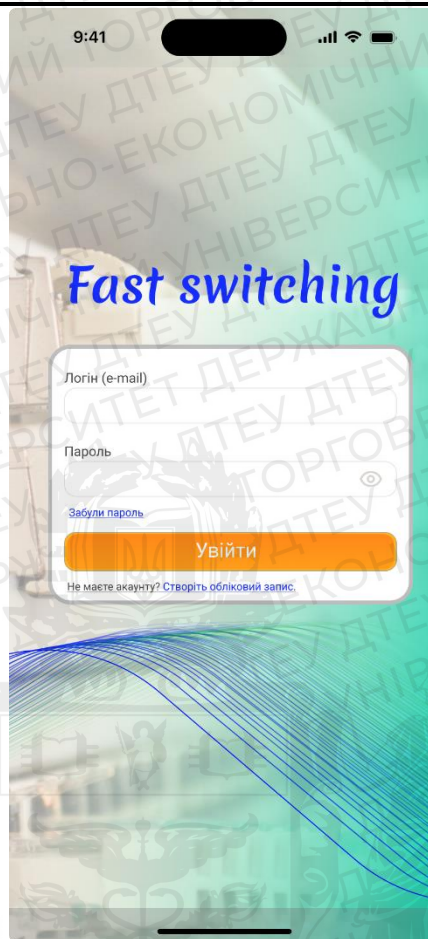 9:41
Fast switching
Логін (e-mail)
Пароль
Забули пароль
Увійти
Не маєте акаунту? Створіть обліковий запис.